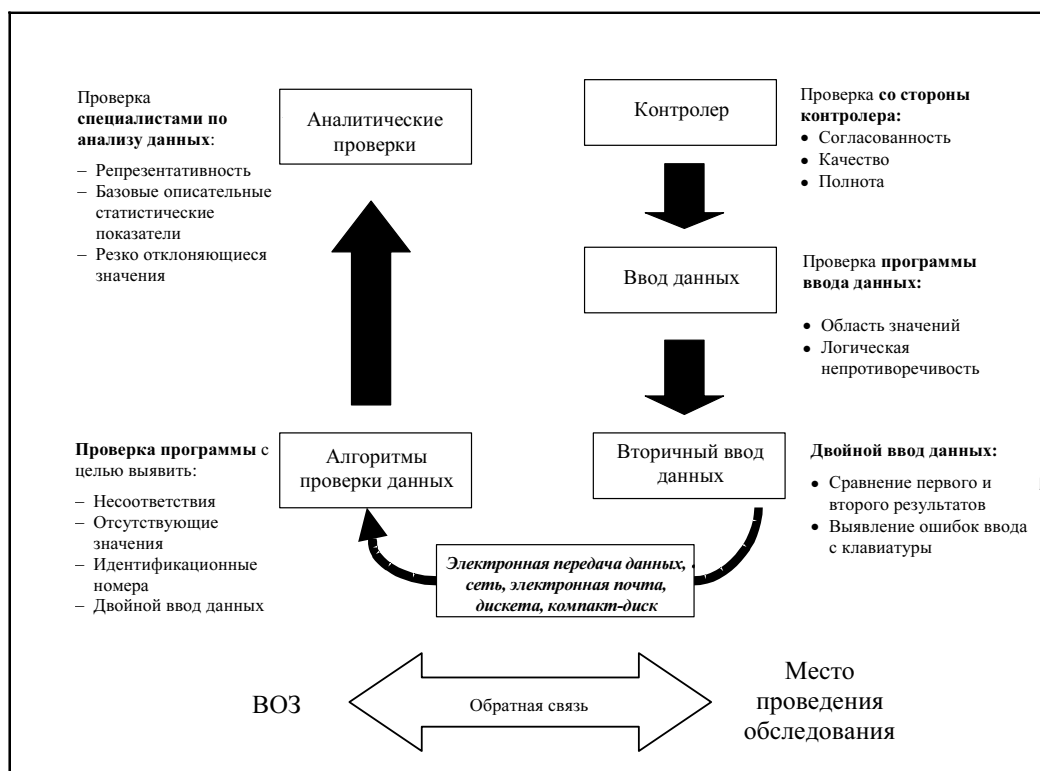 Проверка
специалистами по
анализу данных:
– Репрезентативность
– Базовые описательные
статистические
показатели
– Резко отклоняющиеся
значения
Аналитические
проверки
Контролер
Проверка со стороны
контролера:
• Согласованность
• Качество
• Полнота
Ввод данных
Проверка программы
ввода данных:
• Область значений
• Логическая
непротиворечивость
Проверка программы с
целью выявить:
– Несоответствия
– Отсутствующие
значения
– Идентификационные
номера
– Двойной ввод данных
Алгоритмы
проверки данных
Вторичный ввод
данных
Двойной ввод данных:
• Сравнение первого и
второго результатов
• Выявление ошибок ввода
с клавиатуры
Электронная передача данных,
сеть, электронная почта,
дискета, компакт-диск
ВОЗ
Обратная связь
Место
проведения
обследования